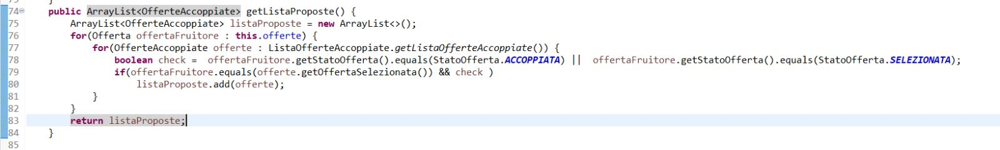 74 public ArrayList<OfferteAccoppiate> getListaProposte() {
75 ArrayList<OfferteAccoppiate> listaProposte = new ArrayList<>();
76 for(Offerta offertaFruitore : this.offerte) {
77 for(OfferteAccoppiate offerte : ListaOfferteAccoppiate.getListaOfferteAccoppiate()) {
78 boolean check =  offertaFruitore.getStatoOfferta().equals(StatoOfferta.ACCOPPIATA) ||  offertaFruitore.getStatoOfferta().equals(StatoOfferta.SELEZIONATA);
79 if(offertaFruitore.equals(offerte.getOffertaSelezionata()) && check )
80 listaProposte.add(offerte);
81 }
82 }
83 return listaProposte;
84 }
85